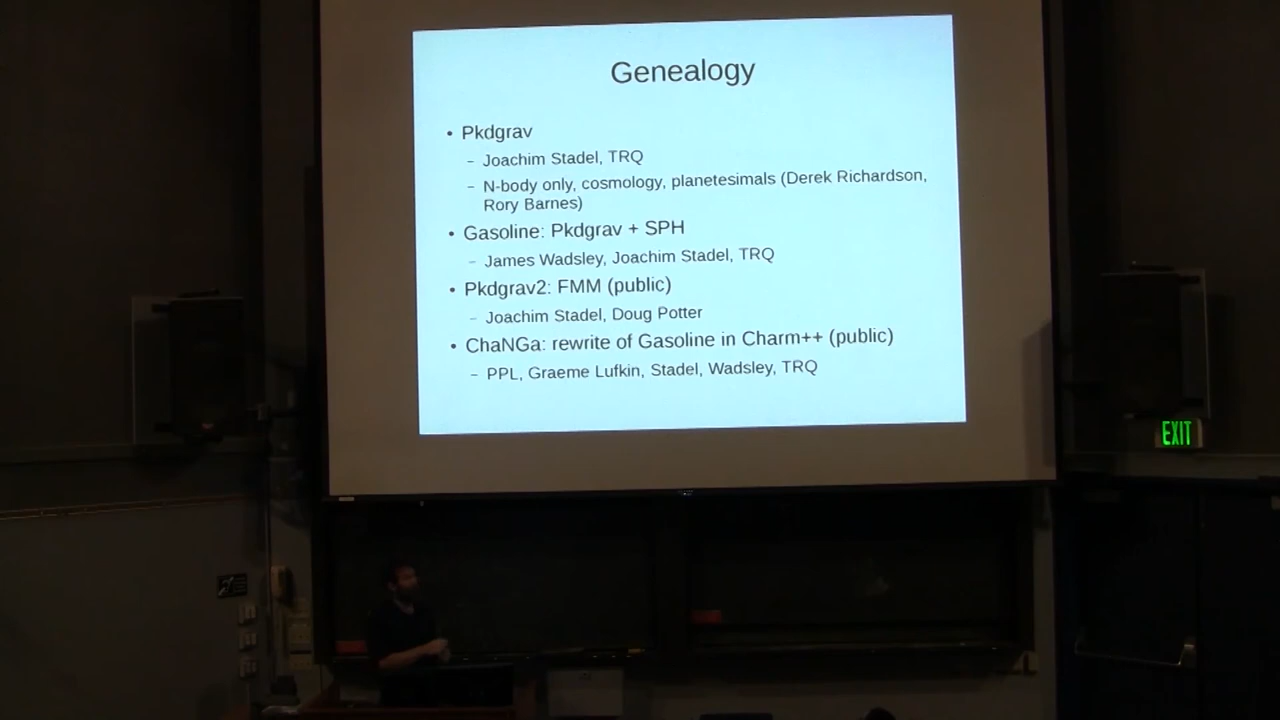 Genealogy
• Pkdgrav
– Joachim Stadel, TRQ
– N-body only, cosmology, planetesimals (Derek Richardson,
Rory Barnes)
• Gasoline: Pkdgrav + SPH
– James Wadsley, Joachim Stadel, TRQ
• Pkdgrav2: FMM (public)
– Joachim Stadel, Doug Potter
• ChaNGa: rewrite of Gasoline in Charm++ (public)
– PPL, Graeme Lufkin, Stadel, Wadsley, TRQ
EXIT